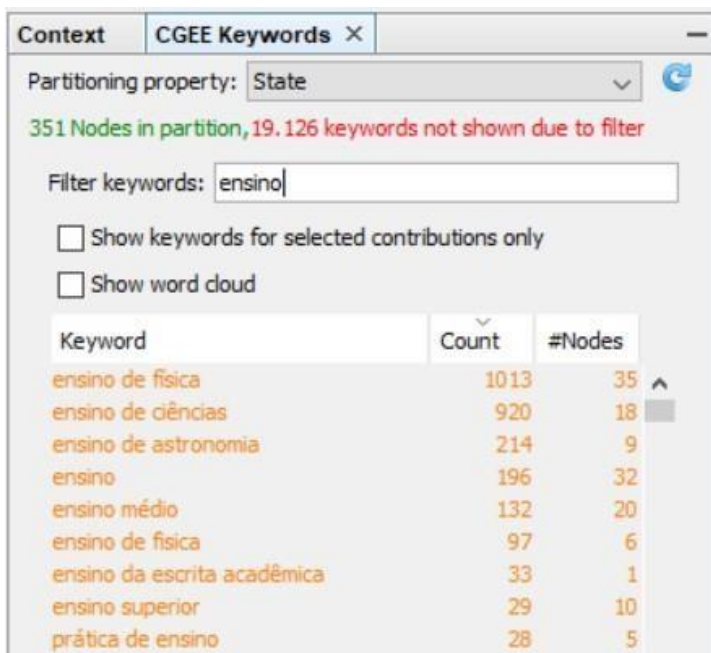 Context CGEE Keywords ×
Partitioning property: State
351 Nodes in partition, 19.126 keywords not shown due to filter
Filter keywords: ensino
Show keywords for selected contributions only
Show word cloud
Keyword Count #Nodes
ensino de física 1013 35
ensino de ciências 920 18
ensino de astronomia 214 9
ensino 196 32
ensino médio 132 20
ensino de fisica 97 6
ensino da escrita acadêmica 33 1
ensino superior 29 10
prática de ensino 28 5